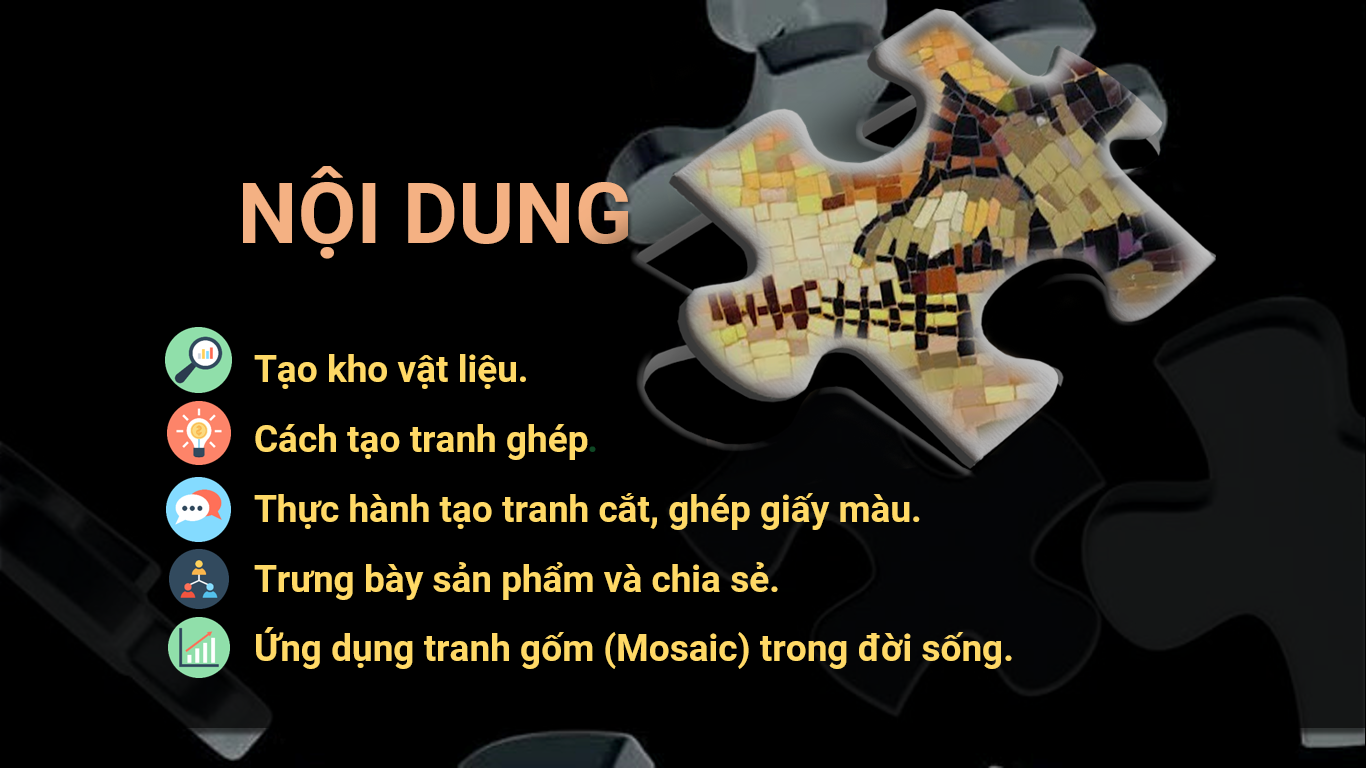 NỘI DUNG
Tạo kho vật liệu.
Cách tạo tranh ghép.
Thực hành tạo tranh cắt, ghép giấy màu.
Trưng bày sản phẩm và chia sẻ.
Ứng dụng tranh gốm (Mosaic) trong đời sống.